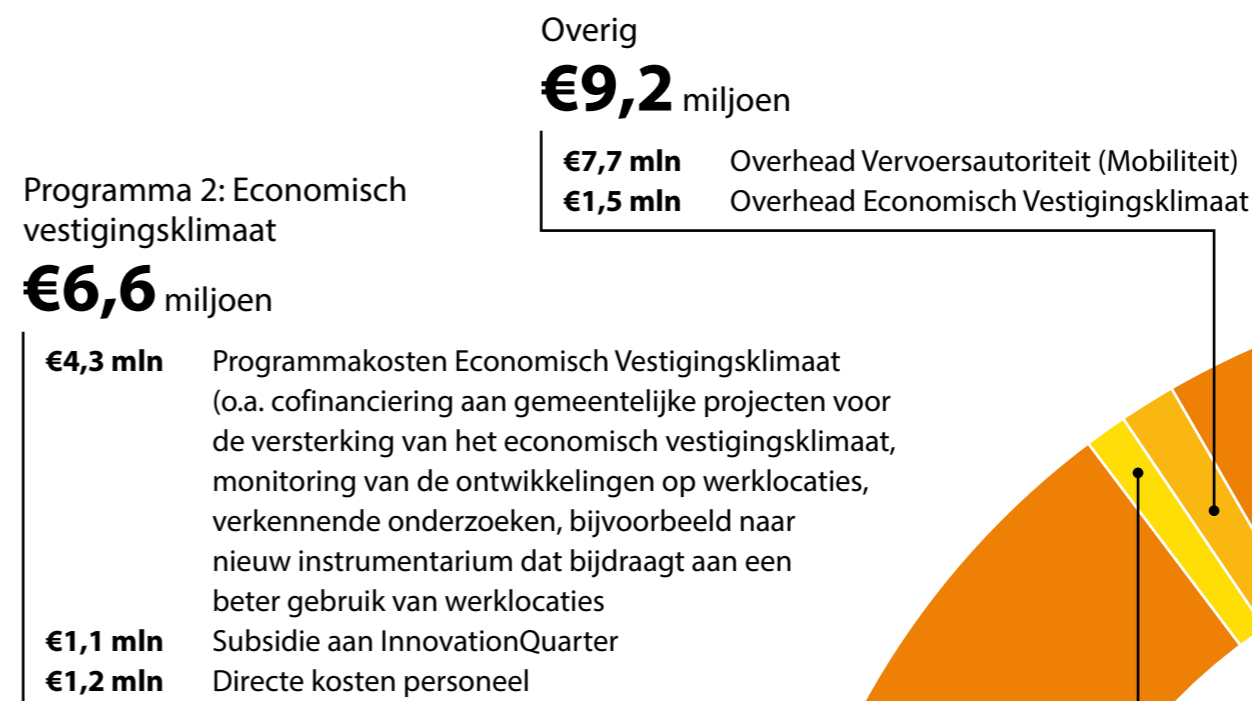 Overig
€9,2 miljoen
€7,7 mln Overhead Vervoersautoriteit (Mobiliteit)
€1,5 mln Overhead Economisch Vestigingsklimaat
Programma 2: Economisch
vestigingsklimaat
€6,6 miljoen
€4,3 mln Programmakosten Economisch Vestigingsklimaat
(o.a. cofinanciering aan gemeentelijke projecten voor
de versterking van het economisch vestigingsklimaat,
monitoring van de ontwikkelingen op werklocaties,
verkennende onderzoeken, bijvoorbeeld naar
nieuw instrumentarium dat bijdraagt aan een
beter gebruik van werklocaties
€1,1 mln Subsidie aan InnovationQuarter
€1,2 mln Directe kosten personeel